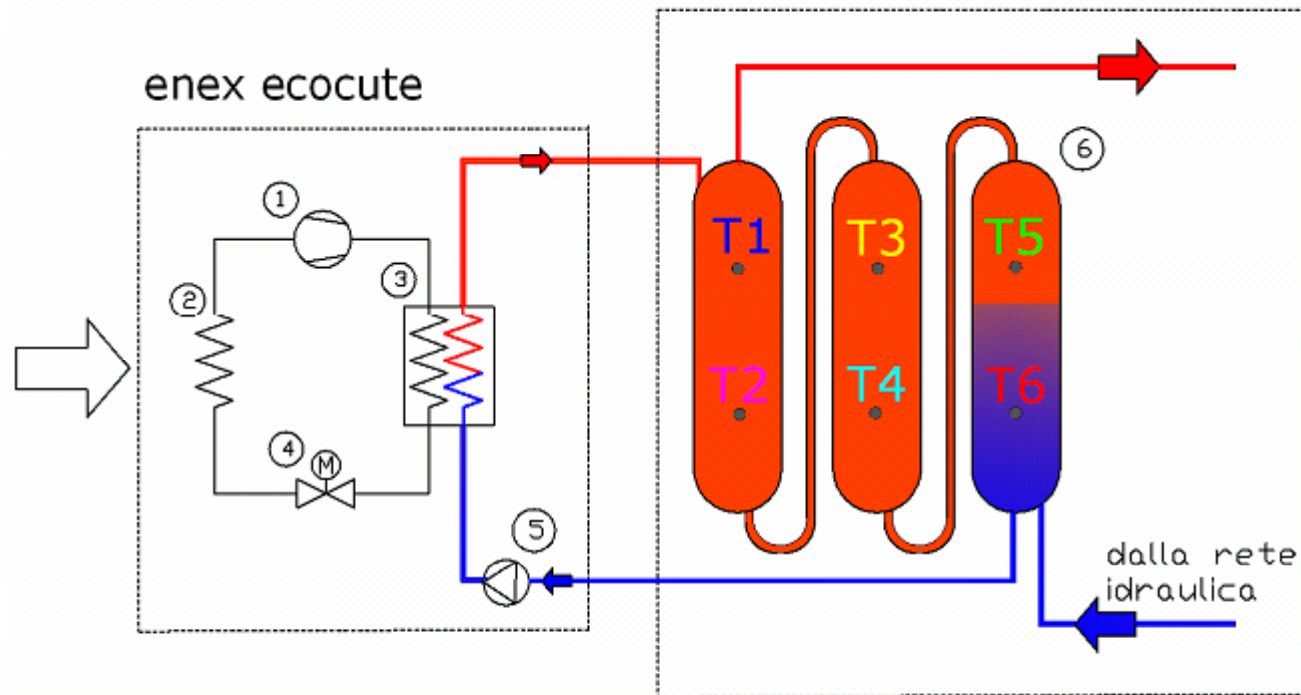 enex ecocute
1
2
3
4
M
5
6
T1
T3
T5
T2
T4
T6
dalla rete
idraulica